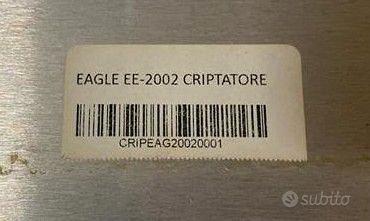 EAGLE EE-2002 CRIPTATORE
CRIPEAG20020001
subito